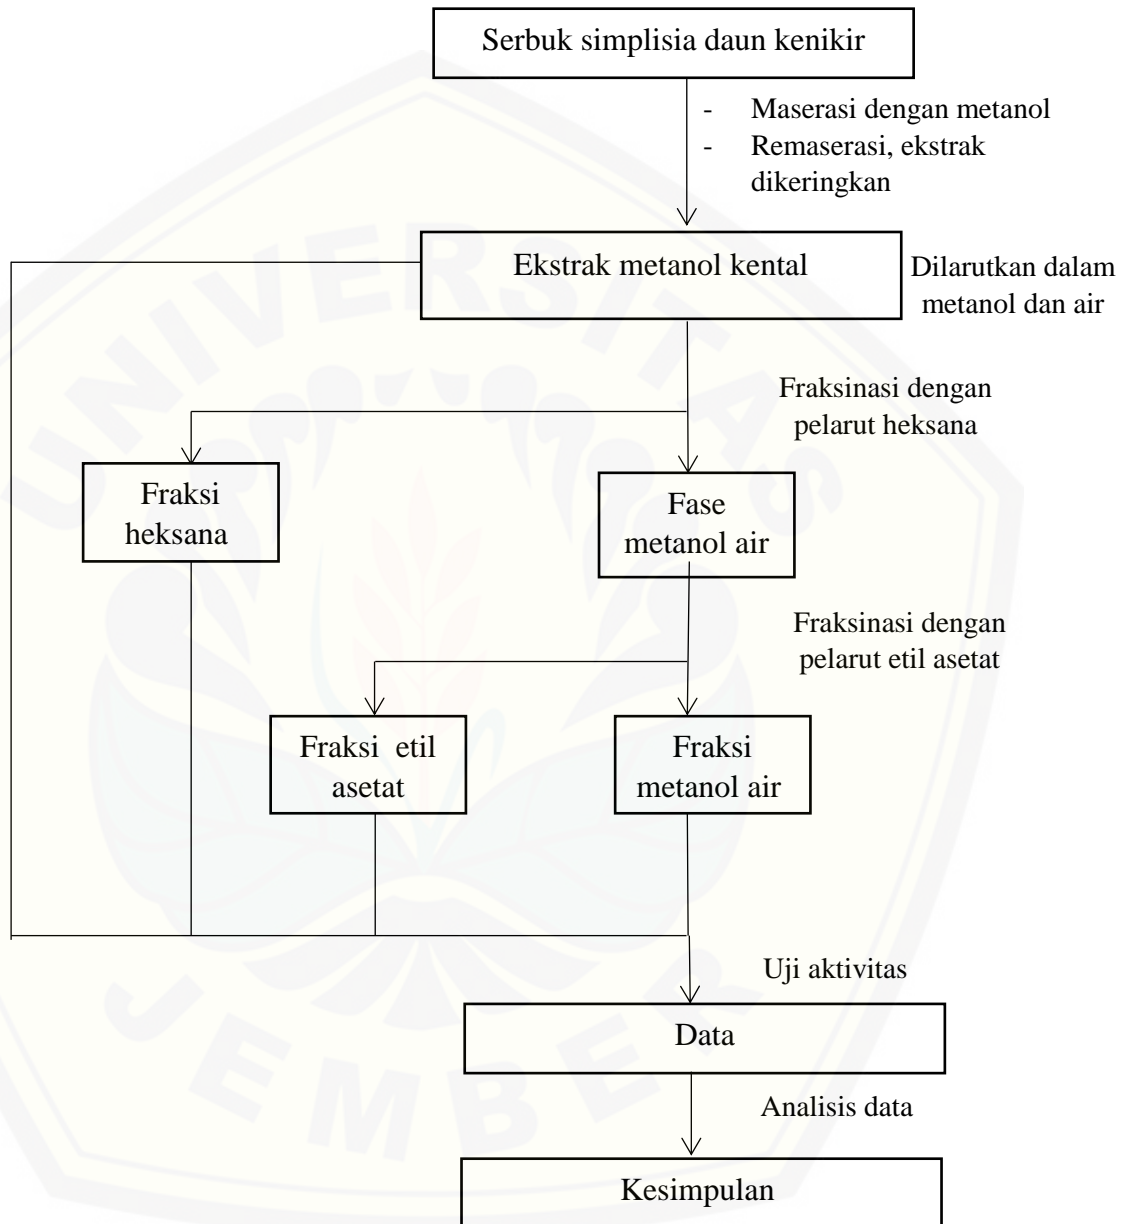 Serbuk simplisia daun kenikir
- Maserasi dengan metanol
- Remaserasi, ekstrak
dikeringkan
Ekstrak metanol kental
Dilarutkan dalam
metanol dan air
Fraksinasi dengan
pelarut heksana
Fraksi
heksana
Fase
metanol air
Fraksinasi dengan
pelarut etil asetat
Fraksi etil
asetat
Fraksi
metanol air
Uji aktivitas
Data
Analisis data
Kesimpulan
UNIVERSITAS
JEMBER